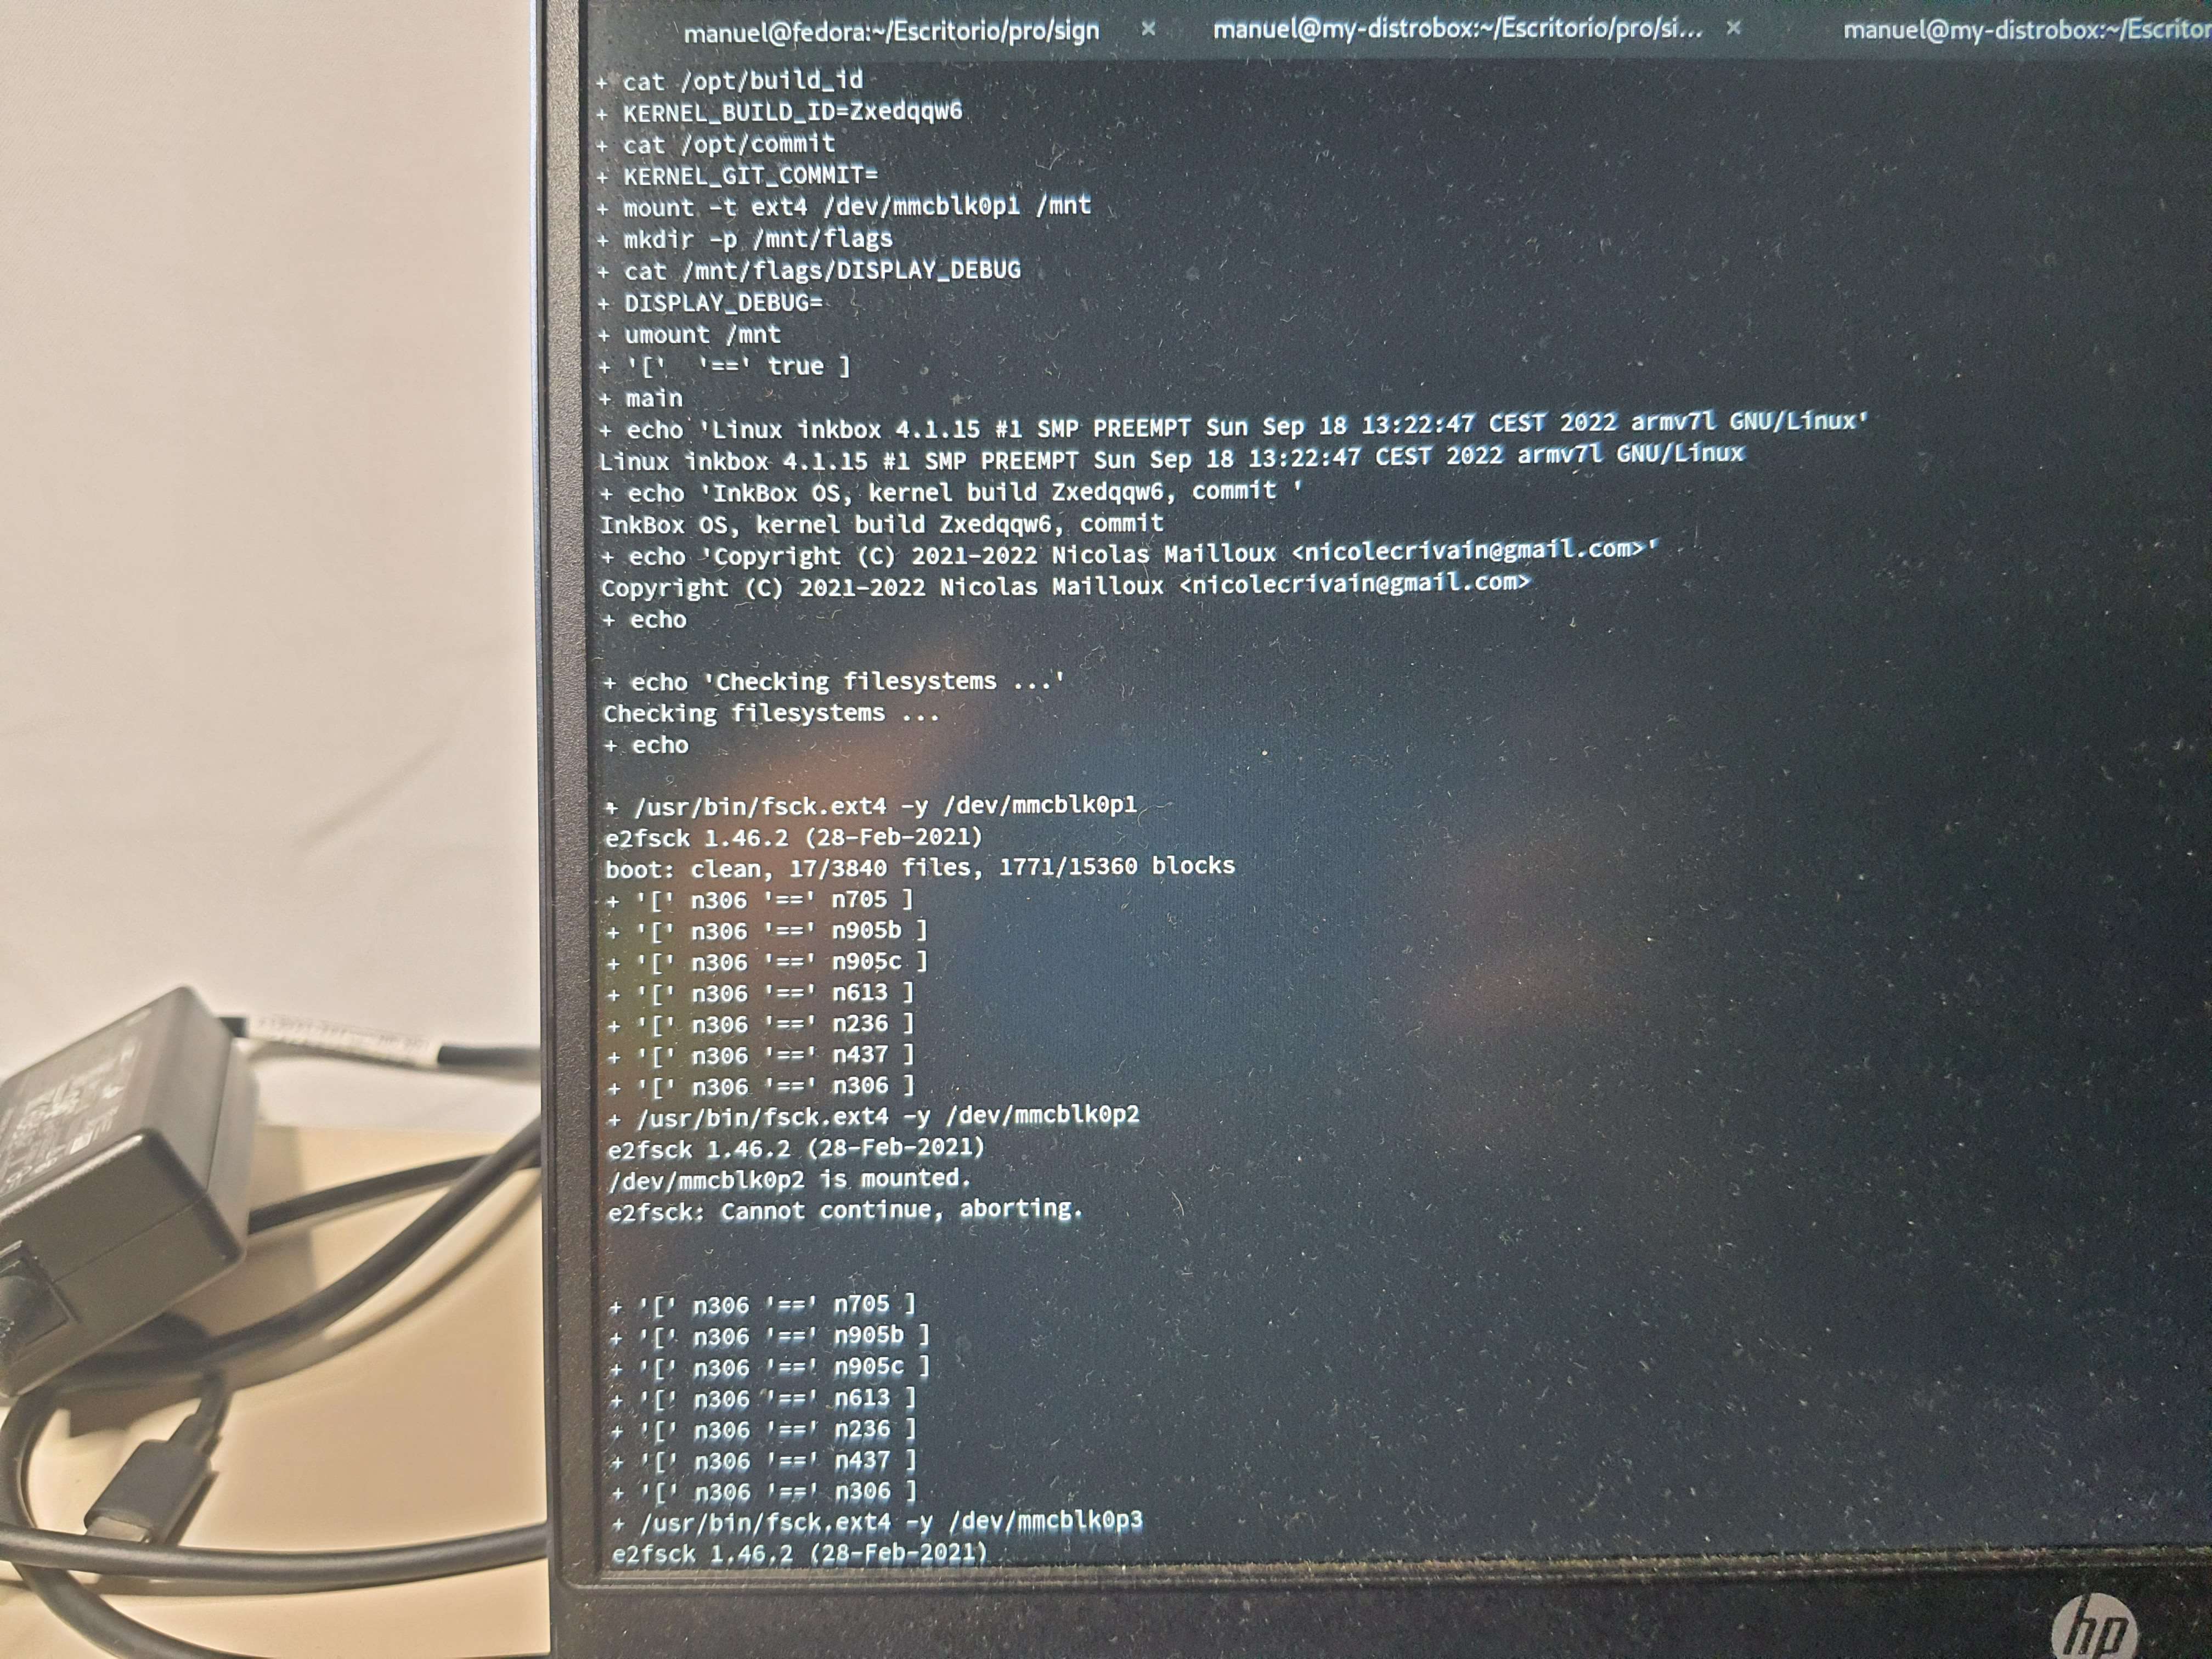 manuel@fedora:~/Escritorio/pro/sign × manuel@my-distrobox:~/Escritorio/pro/si... × manuel@my-distrobox:~/Escritor
+ cat /opt/build_id
+ KERNEL_BUILD_ID=Zxedqqw6
+ cat /opt/commit
+ KERNEL_GIT_COMMIT=
+ mount -t ext4 /dev/mmcblk0p1 /mnt
+ mkdir -p /mnt/flags
+ cat /mnt/flags/DISPLAY_DEBUG
+ DISPLAY_DEBUG=
+ umount /mnt
+ '['  '==' true ]
+ main
+ echo 'Linux inkbox 4.1.15 #1 SMP PREEMPT Sun Sep 18 13:22:47 CEST 2022 armv7l GNU/Linux'
Linux inkbox 4.1.15 #1 SMP PREEMPT Sun Sep 18 13:22:47 CEST 2022 armv7l GNU/Linux
+ echo 'InkBox OS, kernel build Zxedqqw6, commit '
InkBox OS, kernel build Zxedqqw6, commit
+ echo 'Copyright (C) 2021-2022 Nicolas Mailloux <nicolecrivain@gmail.com>'
Copyright (C) 2021-2022 Nicolas Mailloux <nicolecrivain@gmail.com>
+ echo
+ echo 'Checking filesystems ...'
Checking filesystems ...
+ echo
+ /usr/bin/fsck.ext4 -y /dev/mmcblk0p1
e2fsck 1.46.2 (28-Feb-2021)
boot: clean, 17/3840 files, 1771/15360 blocks
+ '[' n306 '==' n705 ]
+ '[' n306 '==' n905b ]
+ '[' n306 '==' n905c ]
+ '[' n306 '==' n613 ]
+ '[' n306 '==' n236 ]
+ '[' n306 '==' n437 ]
+ '[' n306 '==' n306 ]
+ /usr/bin/fsck.ext4 -y /dev/mmcblk0p2
e2fsck 1.46.2 (28-Feb-2021)
/dev/mmcblk0p2 is mounted.
e2fsck: Cannot continue, aborting.
+ '[' n306 '==' n705 ]
+ '[' n306 '==' n905b ]
+ '[' n306 '==' n905c ]
+ '[' n306 '==' n613 ]
+ '[' n306 '==' n236 ]
+ '[' n306 '==' n437 ]
+ '[' n306 '==' n306 ]
+ /usr/bin/fsck.ext4 -y /dev/mmcblk0p3
e2fsck 1.46.2 (28-Feb-2021)
hp